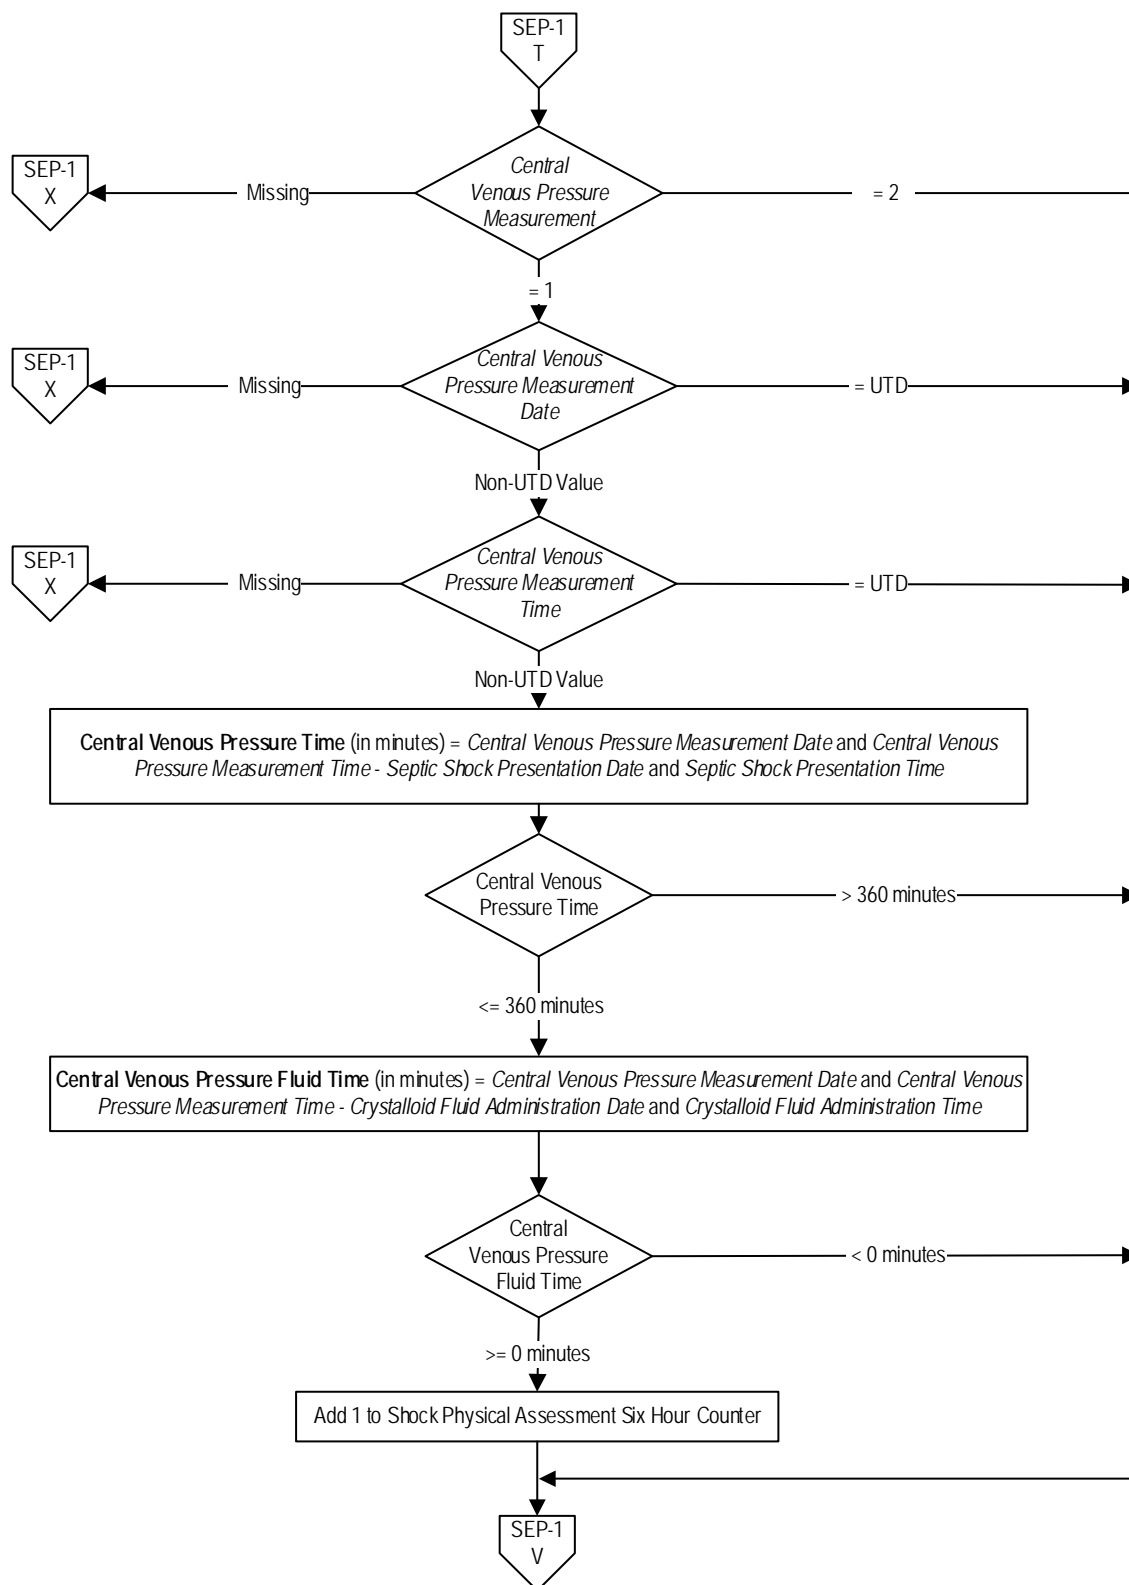 SEP-1
T
Central
Venous Pressure
Measurement
SEP-1
X
Missing
= 2
= 1
Central Venous
Pressure Measurement
Date
SEP-1
X
Missing
= UTD
Non-UTD Value
Central Venous
Pressure Measurement
Time
SEP-1
X
Missing
= UTD
Non-UTD Value
Central Venous Pressure Time (in minutes) = Central Venous Pressure Measurement Date and Central Venous
Pressure Measurement Time - Septic Shock Presentation Date and Septic Shock Presentation Time
Central Venous
Pressure Time
> 360 minutes
<= 360 minutes
Central Venous Pressure Fluid Time (in minutes) = Central Venous Pressure Measurement Date and Central Venous
Pressure Measurement Time - Crystalloid Fluid Administration Date and Crystalloid Fluid Administration Time
Central
Venous Pressure
Fluid Time
< 0 minutes
>= 0 minutes
Add 1 to Shock Physical Assessment Six Hour Counter
SEP-1
V